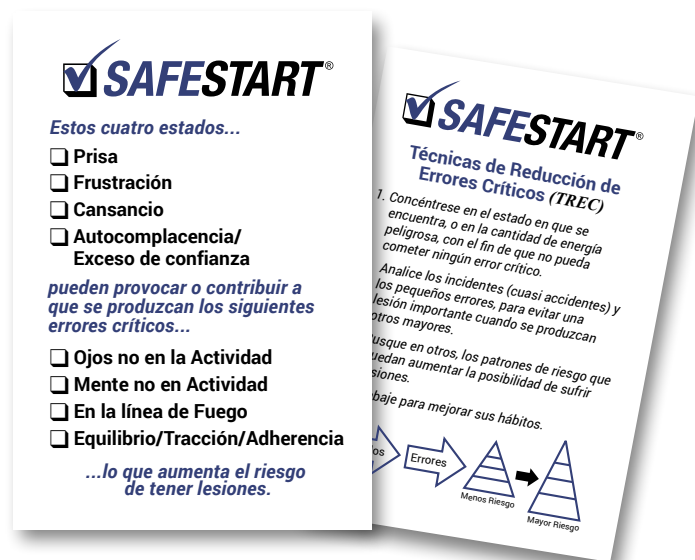 SAFESTART®
Estos cuatro estados...
Prisa
Frustración
Cansancio
Autocomplacencia/
Exceso de confianza
pueden provocar o contribuir a
que se produzcan los siguientes
errores críticos...
Ojos no en la Actividad
Mente no en Actividad
En la línea de Fuego
Equilibrio/Tracción/Adherencia
...lo que aumenta el riesgo
de tener lesiones.
SAFESTART®
Técnicas de Reducción de
Errores Críticos (TREC)
1. Concéntrese en el estado en que se
encuentra, o en la cantidad de energía
peligrosa, con el fin de que no pueda
cometer ningún error crítico.
Analice los incidentes (cuasi accidentes) y
los pequeños errores, para evitar una
lesión importante cuando se produzcan
otros mayores.
usque en otros, los patrones de riesgo que
uedan aumentar la posibilidad de sufrir
siones.
baje para mejorar sus hábitos.
os
Errores
Menos Riesgo
Mayor Riesgo